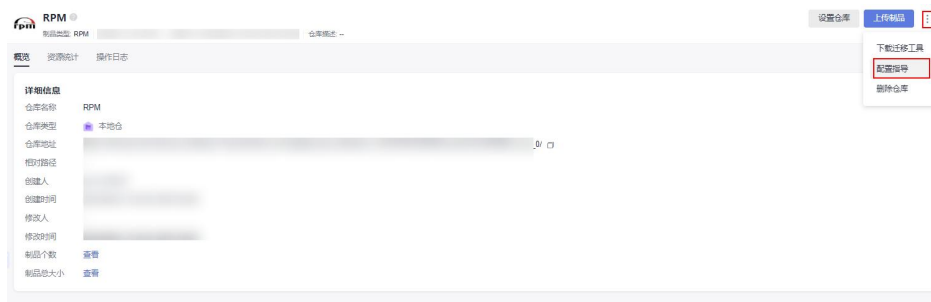 rpm RPM
制品类型: RPM 仓库描述: --
设置仓库 上传制品
下载迁移工具
配置指导
删除仓库
概览 资源统计 操作日志
详细信息
仓库名称 RPM
仓库类型 本地仓
仓库地址 _0/
相对路径
创建人
创建时间
修改人
修改时间
制品个数 查看
制品总大小 查看